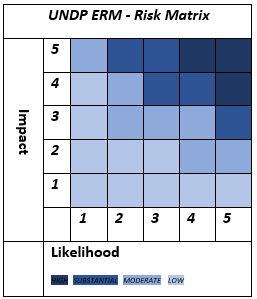 UNDP ERM - Risk Matrix
Impact
5
4
3
2
1
1 2 3 4 5
Likelihood
HIGH SUBSTANTIAL MODERATE LOW